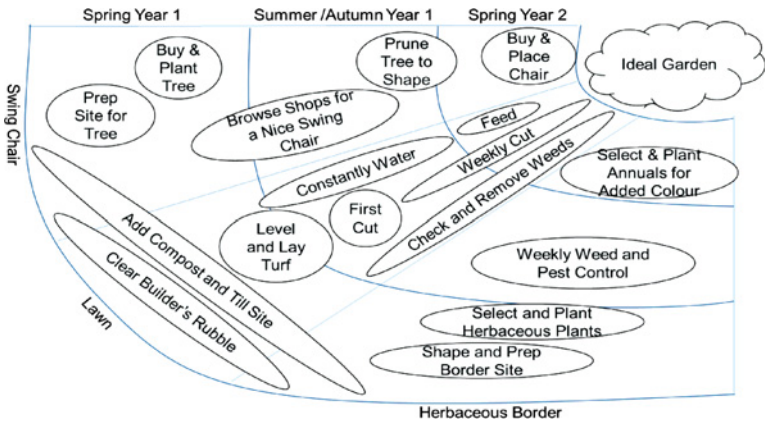 Spring Year 1
Summer /Autumn Year 1
Spring Year 2
Buy &
Plant
Tree
Prune
Tree to
Shape
Buy &
Place
Chair
Ideal Garden
Swing Chair
Prep
Site for
Tree
Browse Shops for
a Nice Swing
Chair
Feed
Constantly Water
Weekly Cut
Select & Plant
Annuals for
Added Colour
Check and Remove Weeds
First
Cut
Level
and Lay
Turf
Add Compost and Till Site
Clear Builder's Rubble
Weekly Weed and
Pest Control
Lawn
Select and Plant
Herbaceous Plants
Shape and Prep
Border Site
Herbaceous Border